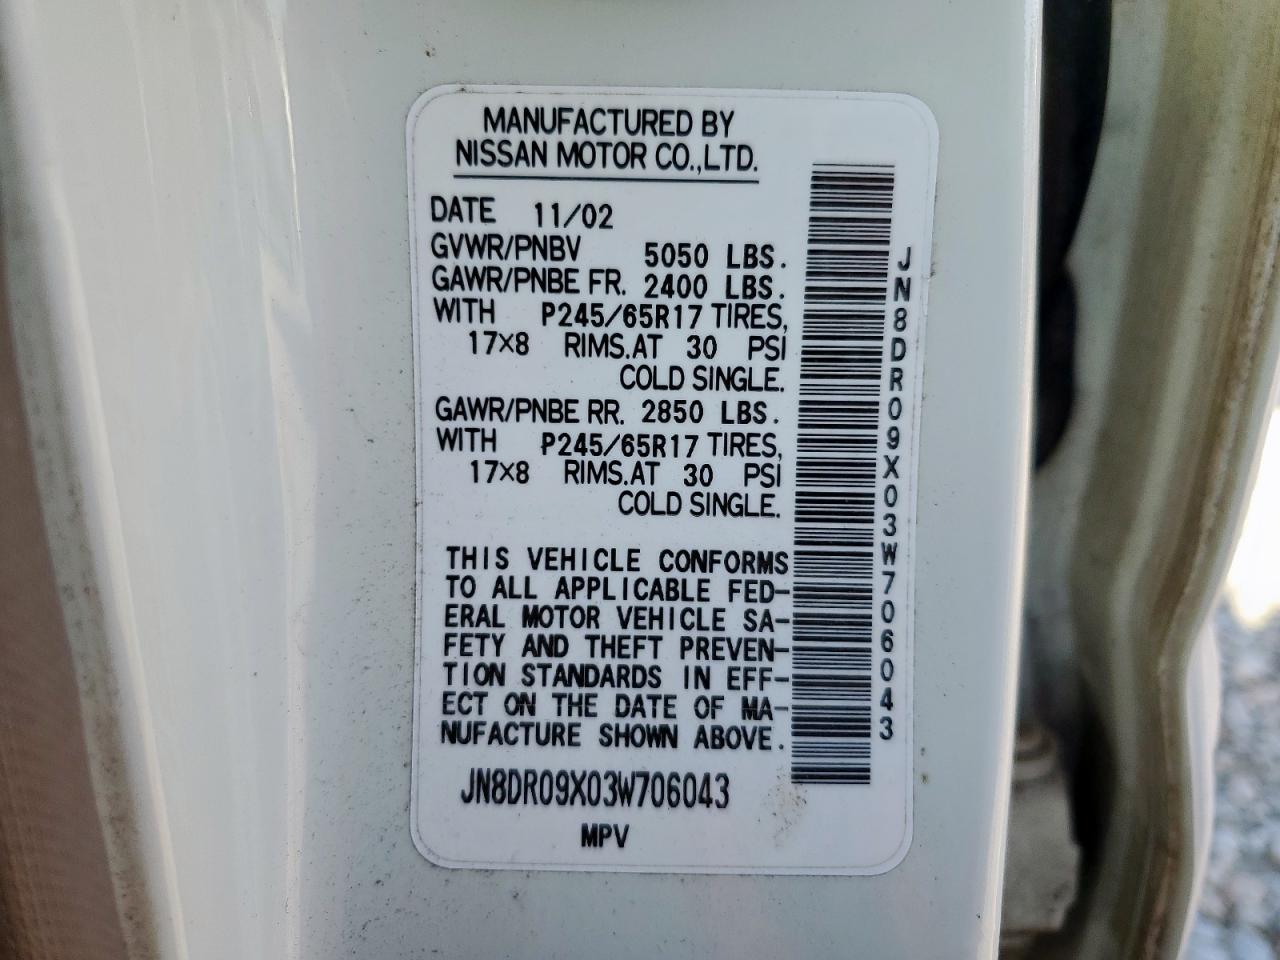 MANUFACTURED BY
NISSAN MOTOR CO.,LTD.
DATE 11/02
GVWR/PNBV 5050 LBS.
GAWR/PNBE FR. 2400 LBS.
WITH P245/65R17 TIRES,
17×8 RIMS.AT 30 PSI
COLD SINGLE.
GAWR/PNBE RR. 2850 LBS.
WITH P245/65R17 TIRES,
17×8 RIMS.AT 30 PSI
COLD SINGLE.
THIS VEHICLE CONFORMS
TO ALL APPLICABLE FED-
ERAL MOTOR VEHICLE SA-
FETY AND THEFT PREVEN-
TION STANDARDS IN EFF-
ECT ON THE DATE OF MA-
NUFACTURE SHOWN ABOVE.
JN8DR09X03W706043
MPV
JN8DR09X03W706043